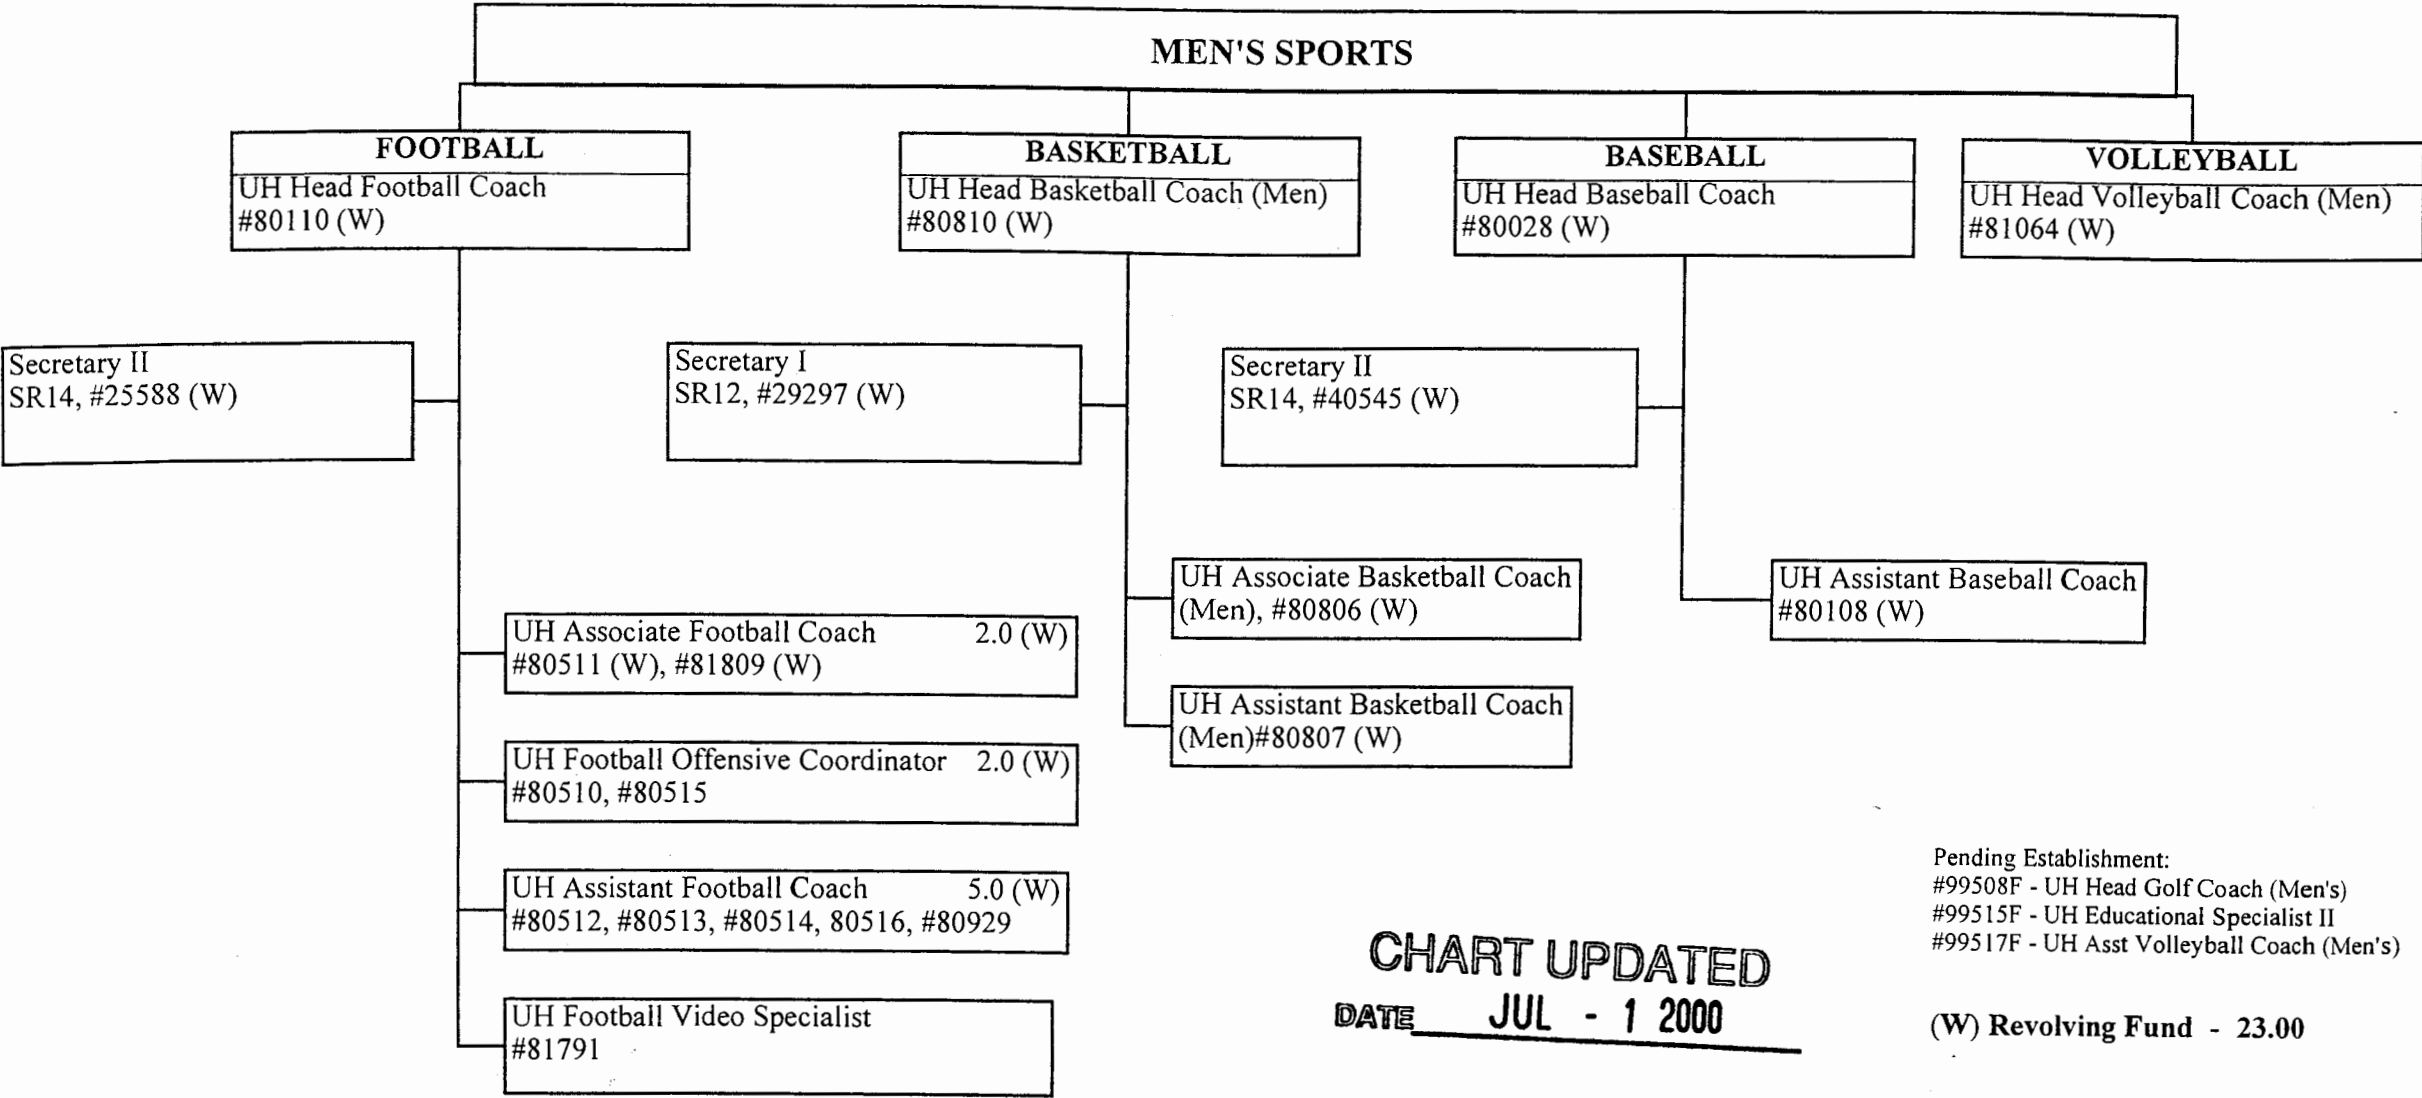 MEN'S SPORTS
FOOTBALL
UH Head Football Coach
#80110 (W)
BASKETBALL
UH Head Basketball Coach (Men)
#80810 (W)
BASEBALL
UH Head Baseball Coach
#80028 (W)
VOLLEYBALL
UH Head Volleyball Coach (Men)
#81064 (W)
Secretary II
SR14, #25588 (W)
Secretary I
SR12, #29297 (W)
Secretary II
SR14, #40545 (W)
UH Associate Football Coach 2.0 (W)
#80511 (W), #81809 (W)
UH Football Offensive Coordinator 2.0 (W)
#80510, #80515
UH Assistant Football Coach 5.0 (W)
#80512, #80513, #80514, 80516, #80929
UH Football Video Specialist
#81791
UH Associate Basketball Coach
(Men), #80806 (W)
UH Assistant Basketball Coach
(Men)#80807 (W)
UH Assistant Baseball Coach
#80108 (W)
Pending Establishment:
#99508F - UH Head Golf Coach (Men's)
#99515F - UH Educational Specialist II
#99517F - UH Asst Volleyball Coach (Men's)
(W) Revolving Fund - 23.00
CHART UPDATED
DATE JUL - 1 2000